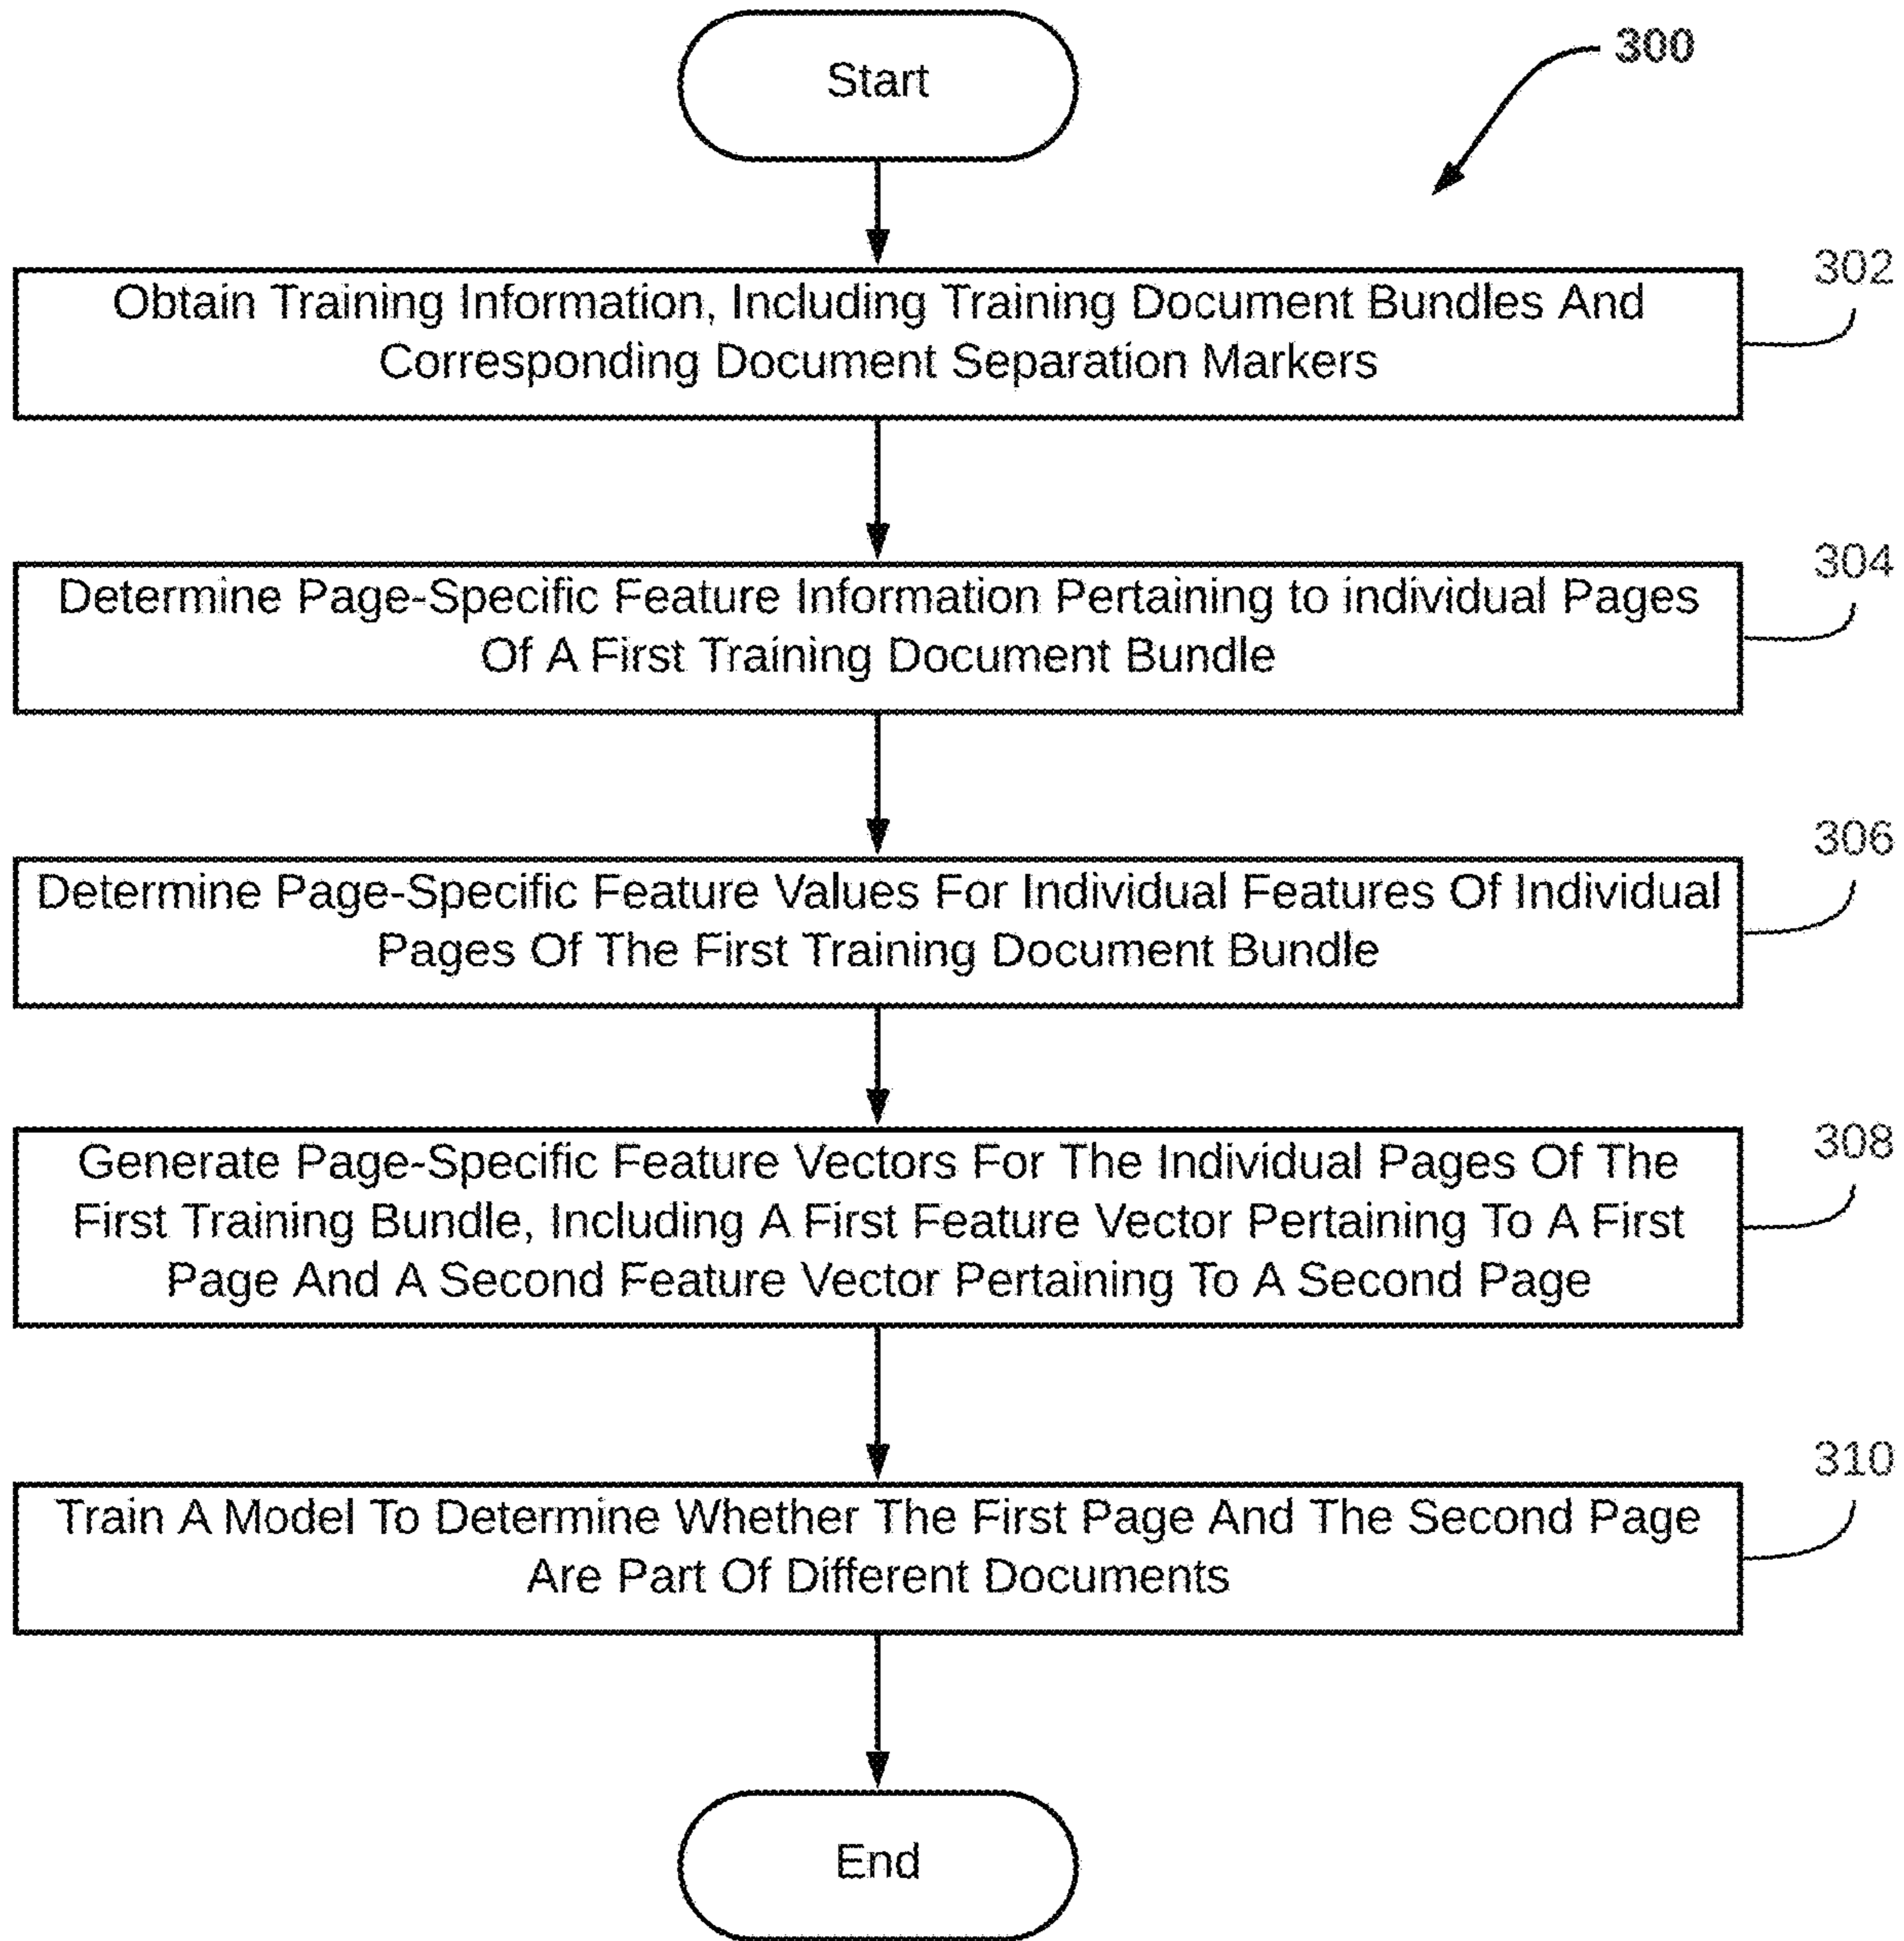 Start
300
302
Obtain Training Information, Including Training Document Bundles And
Corresponding Document Separation Markers
304
Determine Page-Specific Feature Information Pertaining to individual Pages
Of A First Training Document Bundle
306
Determine Page-Specific Feature Values For Individual Features Of Individual
Pages Of The First Training Document Bundle
308
Generate Page-Specific Feature Vectors For The Individual Pages Of The
First Training Bundle, Including A First Feature Vector Pertaining To A First
Page And A Second Feature Vector Pertaining To A Second Page
310
Train A Model To Determine Whether The First Page And The Second Page
Are Part Of Different Documents
End